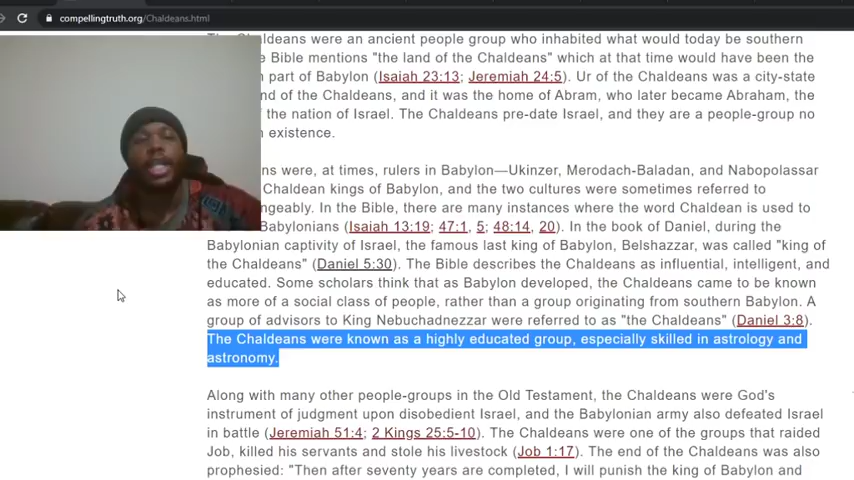 compellingtruth.org/Chaldeans.html
The Chaldeans were an ancient people group who inhabited what would today be southern
e Bible mentions "the land of the Chaldeans" which at that time would have been the
n part of Babylon (Isaiah 23:13; Jeremiah 24:5). Ur of the Chaldeans was a city-state
nd of the Chaldeans, and it was the home of Abram, who later became Abraham, the
of the nation of Israel. The Chaldeans pre-date Israel, and they are a people-group no
n existence.
ans were, at times, rulers in Babylon—Ukinzer, Merodach-Baladan, and Nabopolassar
Chaldean kings of Babylon, and the two cultures were sometimes referred to
ngeably. In the Bible, there are many instances where the word Chaldean is used to
Babylonians (Isaiah 13:19; 47:1, 5; 48:14, 20). In the book of Daniel, during the
Babylonian captivity of Israel, the famous last king of Babylon, Belshazzar, was called "king of
the Chaldeans" (Daniel 5:30). The Bible describes the Chaldeans as influential, intelligent, and
educated. Some scholars think that as Babylon developed, the Chaldeans came to be known
as more of a social class of people, rather than a group originating from southern Babylon. A
group of advisors to King Nebuchadnezzar were referred to as "the Chaldeans" (Daniel 3:8).
The Chaldeans were known as a highly educated group, especially skilled in astrology and
astronomy.
Along with many other people-groups in the Old Testament, the Chaldeans were God's
instrument of judgment upon disobedient Israel, and the Babylonian army also defeated Israel
in battle (Jeremiah 51:4; 2 Kings 25:5-10). The Chaldeans were one of the groups that raided
Job, killed his servants and stole his livestock (Job 1:17). The end of the Chaldeans was also
prophesied: "Then after seventy years are completed, I will punish the king of Babylon and